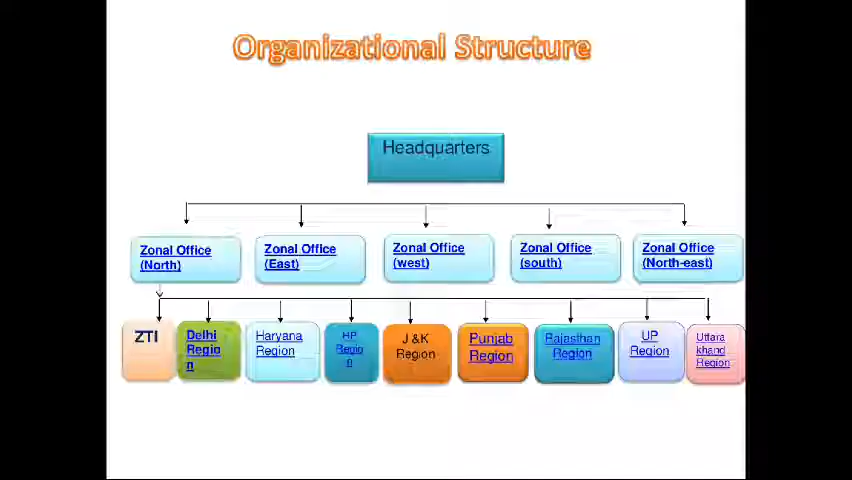 Organizational Structure
Headquarters
Zonal Office
(North)
Zonal Office
(East)
Zonal Office
(west)
Zonal Office
(south)
Zonal Office
(North-east)
ZTI
Delhi
Regio
n
Haryana
Region
HP
Regio
n
J & K
Region
Punjab
Region
Rajasthan
Region
UP
Region
Uttara
khand
Region